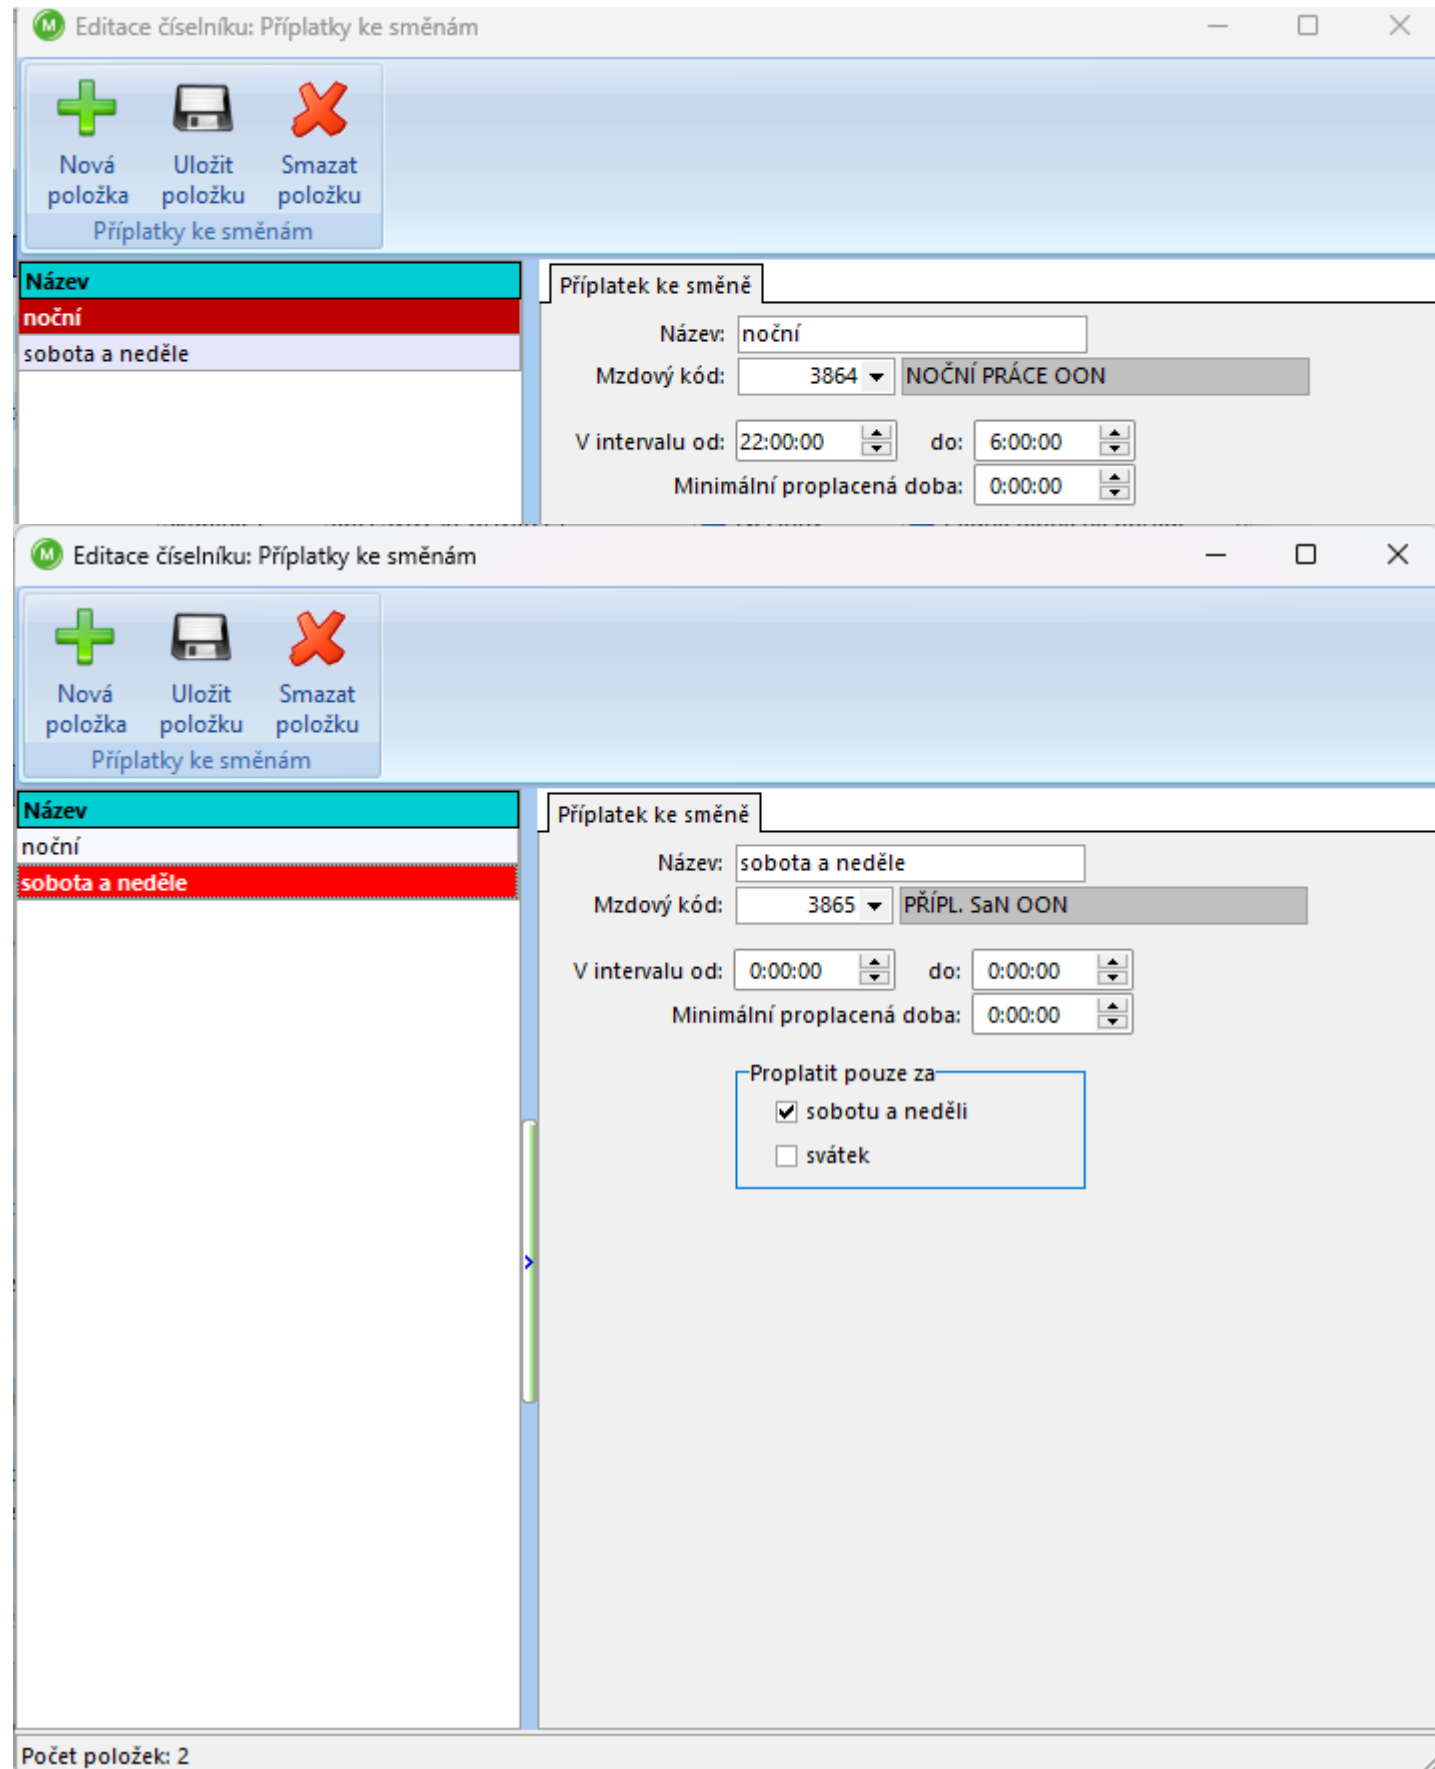 Editace číselníku: Příplatky ke směnám
Nová položka
Uložit položku
Smazat položku
Příplatky ke směnám
Název
noční
sobota a neděle
Příplatek ke směně
Název: noční
Mzdový kód: 3864 NOČNÍ PRÁCE OON
V intervalu od: 22:00:00 do: 6:00:00
Minimální proplacená doba: 0:00:00
Editace číselníku: Příplatky ke směnám
Nová položka
Uložit položku
Smazat položku
Příplatky ke směnám
Název
noční
sobota a neděle
Příplatek ke směně
Název: sobota a neděle
Mzdový kód: 3865 PŘÍPL. SaN OON
V intervalu od: 0:00:00 do: 0:00:00
Minimální proplacená doba: 0:00:00
Proplatit pouze za
sobotu a neděli
svátek
Počet položek: 2